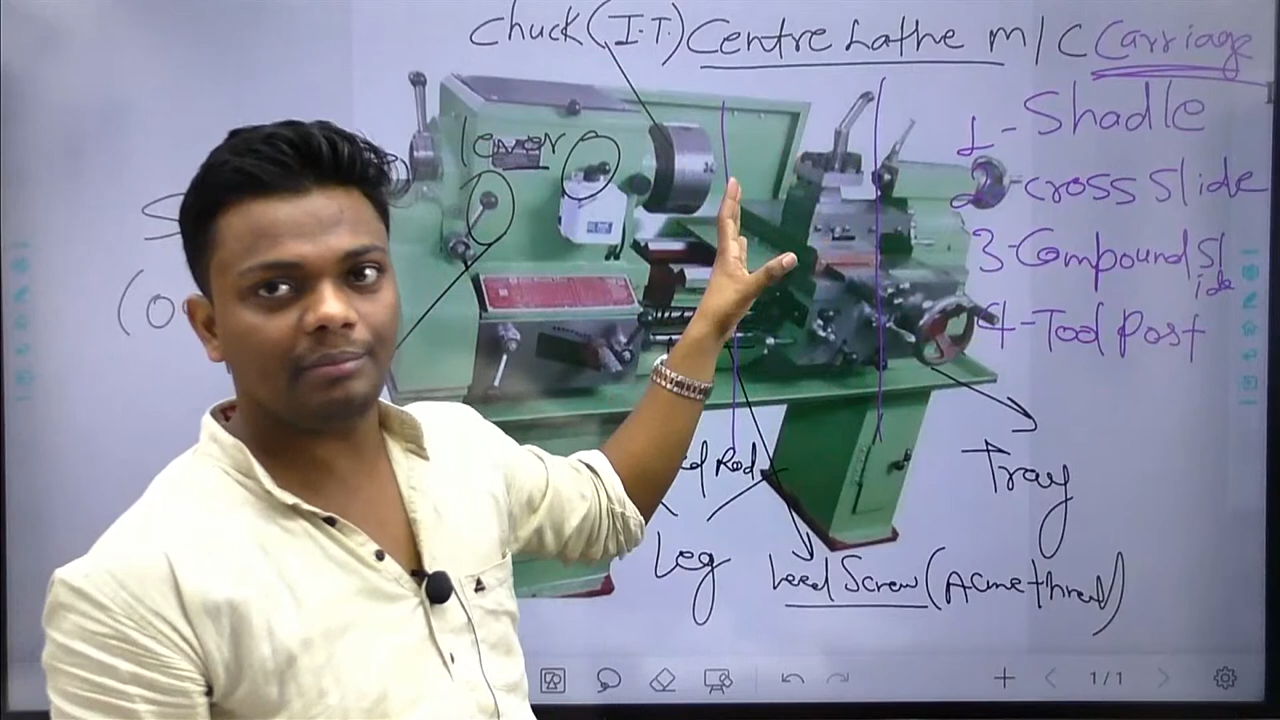 Chuck (I.T.) Centre Lathe m/c Carriage
lever
1- Shadle
2- cross slide
3- Compound Slide
4- Tool Post
Rod
Tray
Leg
Lead Screw (Acme thread)
1/1